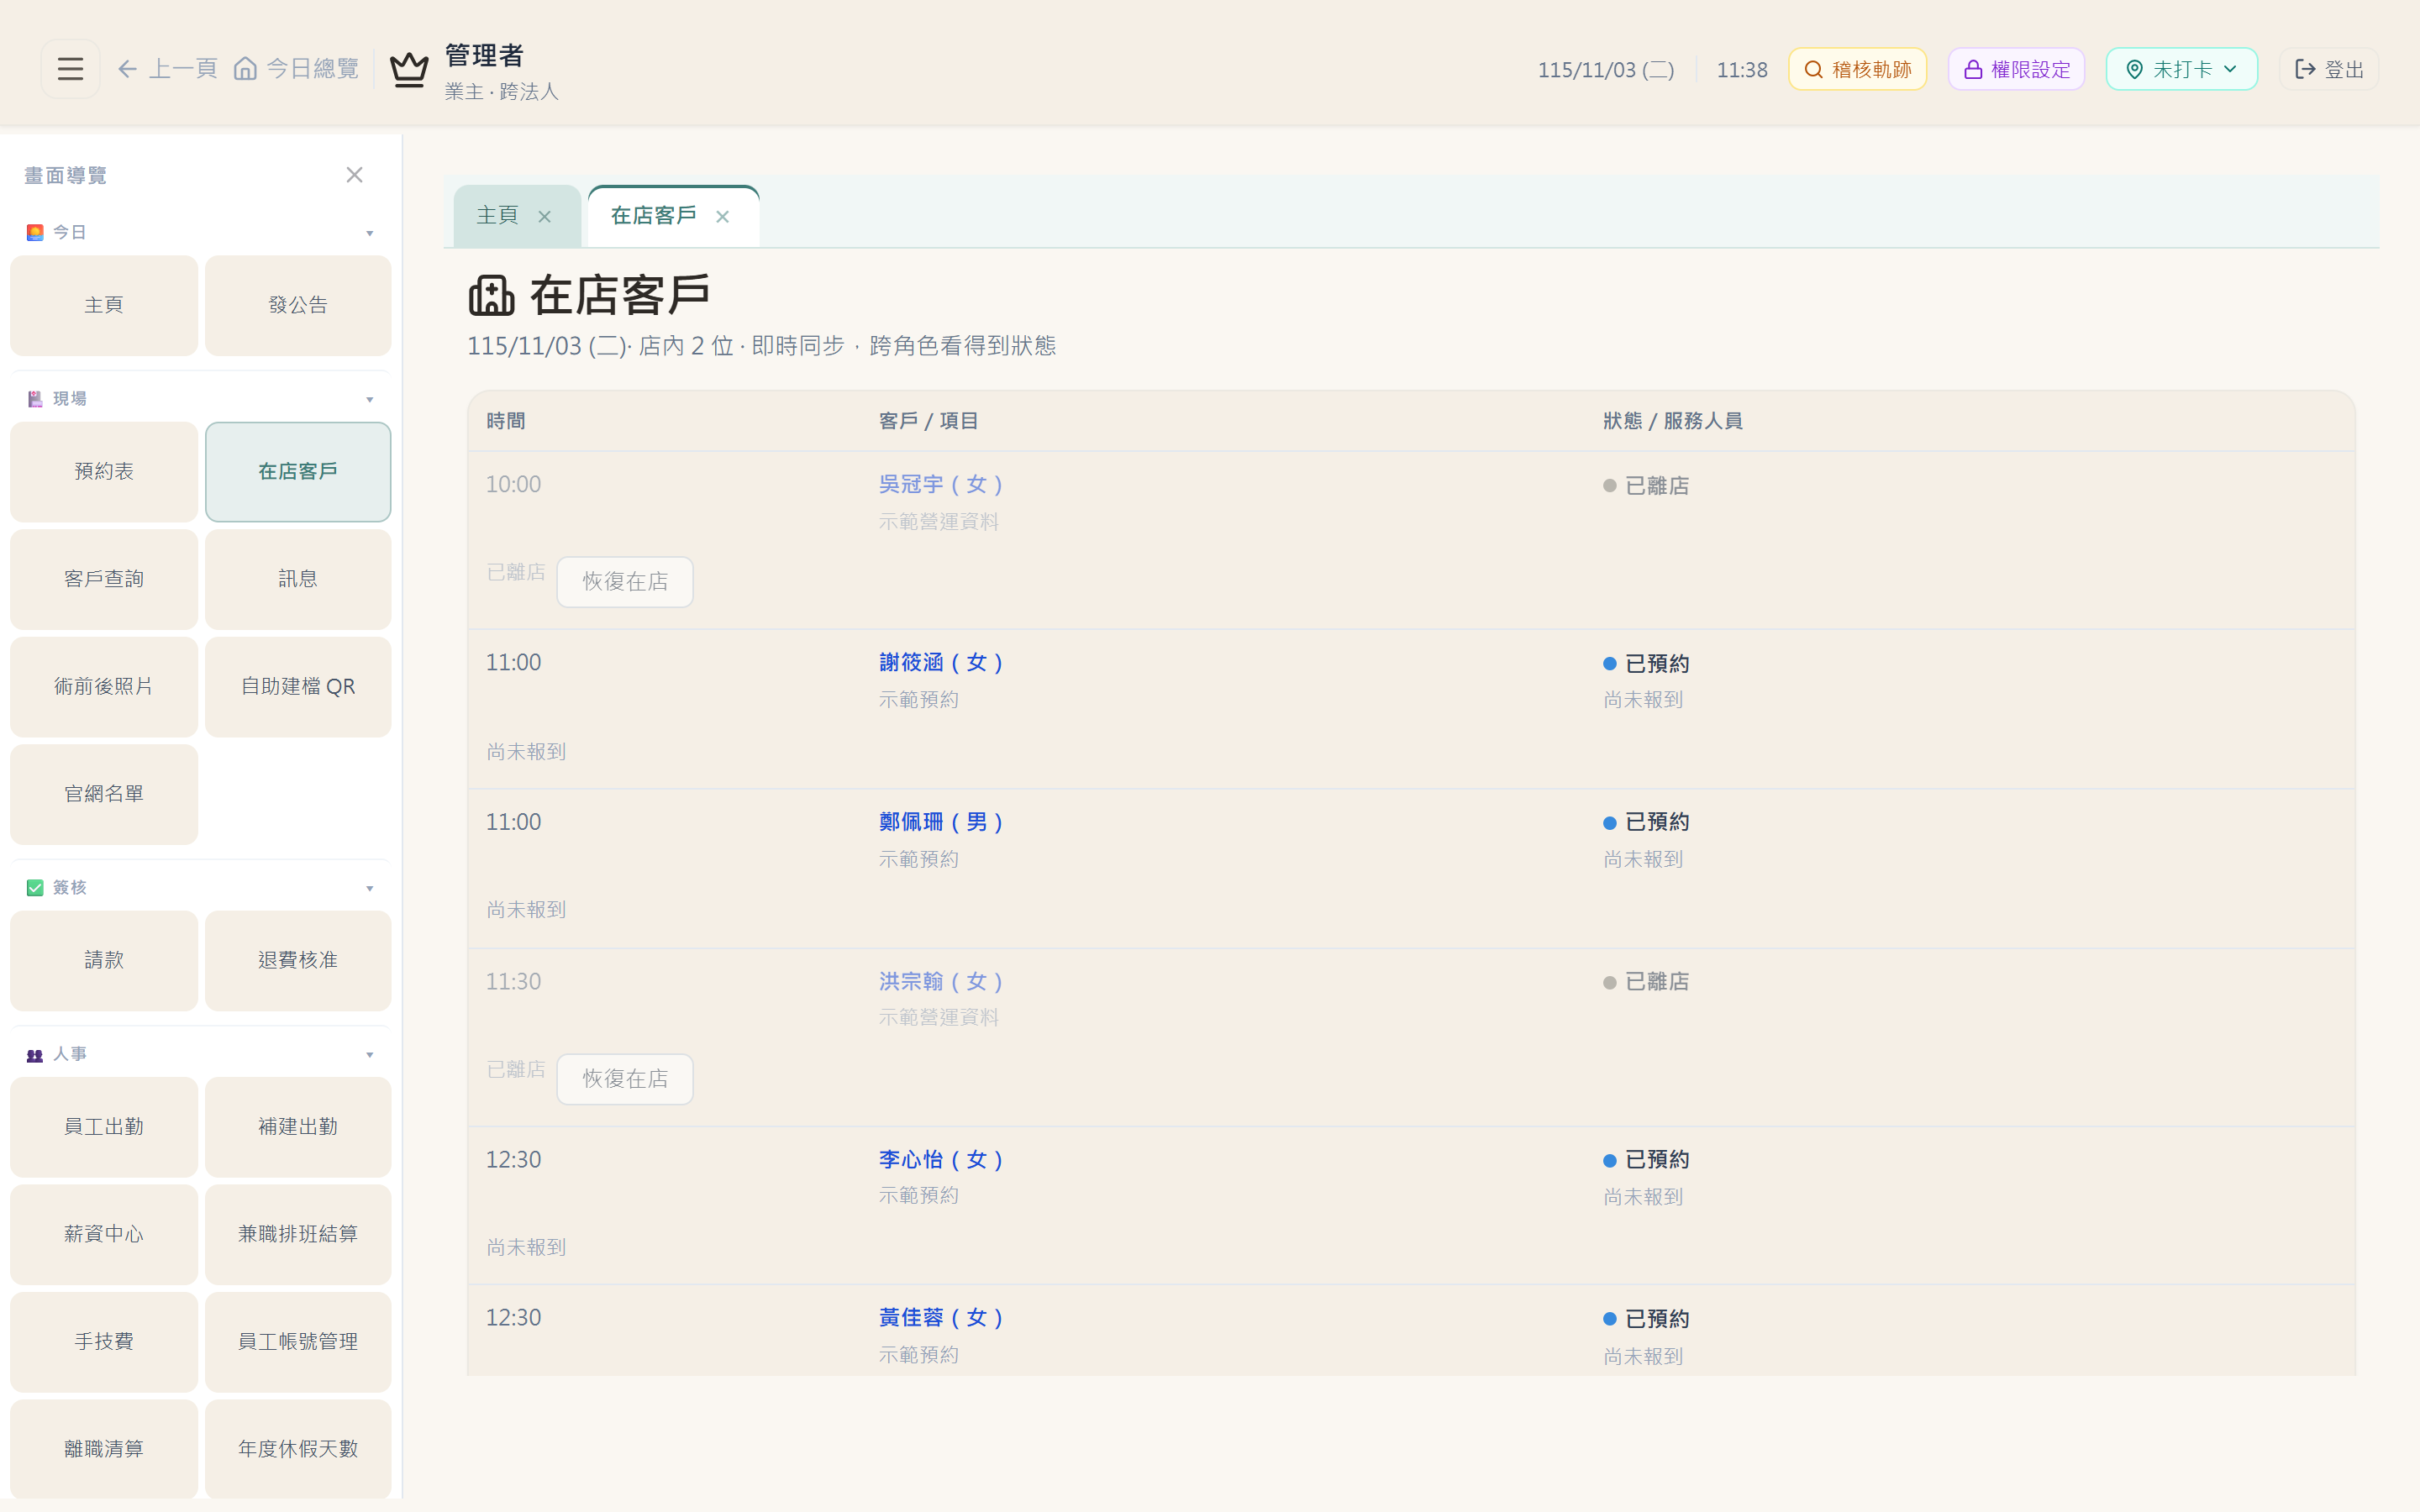 上一頁 今日總覽
管理者
業主 · 跨法人
115/11/03 (二) 11:38 稽核軌跡 權限設定 未打卡 登出
畫面導覽
今日
主頁 發公告
現場
預約表 在店客戶
客戶查詢 訊息
術前後照片 自助建檔 QR
官網名單
簽核
請款 退費核准
人事
員工出勤 補建出勤
薪資中心 兼職排班結算
手技費 員工帳號管理
離職清算 年度休假天數
主頁 在店客戶
在店客戶
115/11/03 (二)· 店內 2 位 · 即時同步 · 跨角色看得到狀態
時間 客戶 / 項目 狀態 / 服務人員
10:00 吳冠宇 ( 女 ) 已離店
示範營運資料
已離店 恢復在店
11:00 謝筱涵 ( 女 ) 已預約
示範預約 尚未報到
尚未報到
11:00 鄭佩珊 ( 男 ) 已預約
示範預約 尚未報到
尚未報到
11:30 洪宗翰 ( 女 ) 已離店
示範營運資料
已離店 恢復在店
12:30 李心怡 ( 女 ) 已預約
示範預約 尚未報到
尚未報到
12:30 黃佳蓉 ( 女 ) 已預約
示範預約 尚未報到